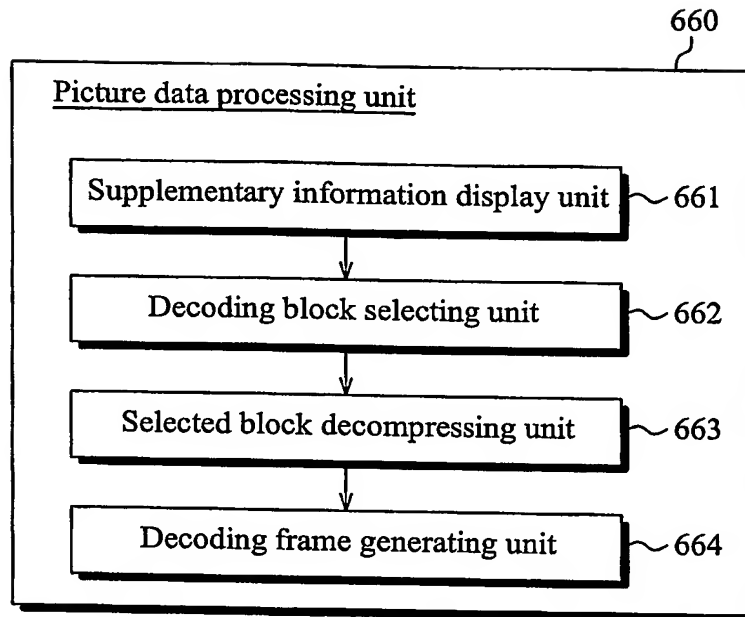 660
Picture data processing unit
Supplementary information display unit
661
Decoding block selecting unit
662
Selected block decompressing unit
663
Decoding frame generating unit
664